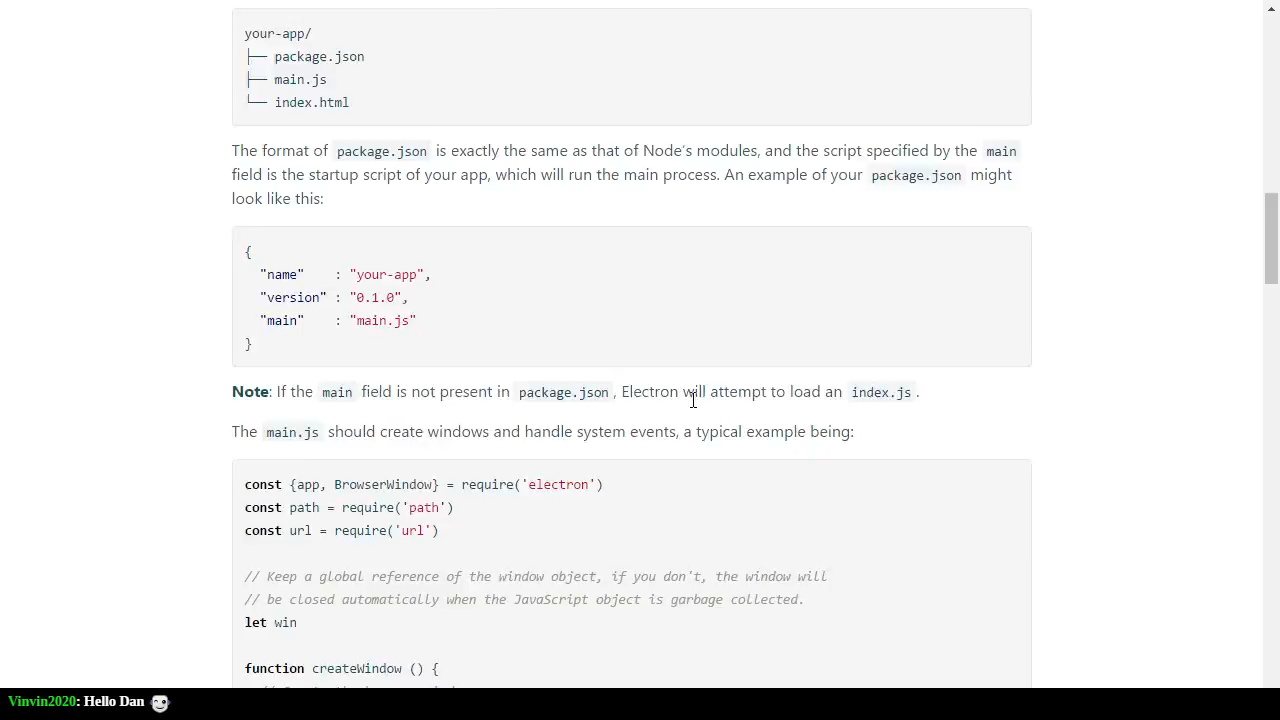 your-app/
├── package.json
├── main.js
└── index.html
The format of package.json is exactly the same as that of Node's modules, and the script specified by the main
field is the startup script of your app, which will run the main process. An example of your package.json might
look like this:
{
  "name"    : "your-app",
  "version" : "0.1.0",
  "main"    : "main.js"
}
Note: If the main field is not present in package.json, Electron will attempt to load an index.js.
The main.js should create windows and handle system events, a typical example being:
const {app, BrowserWindow} = require('electron')
const path = require('path')
const url = require('url')
// Keep a global reference of the window object, if you don't, the window will
// be closed automatically when the JavaScript object is garbage collected.
let win
function createWindow () {
Vinvin2020: Hello Dan